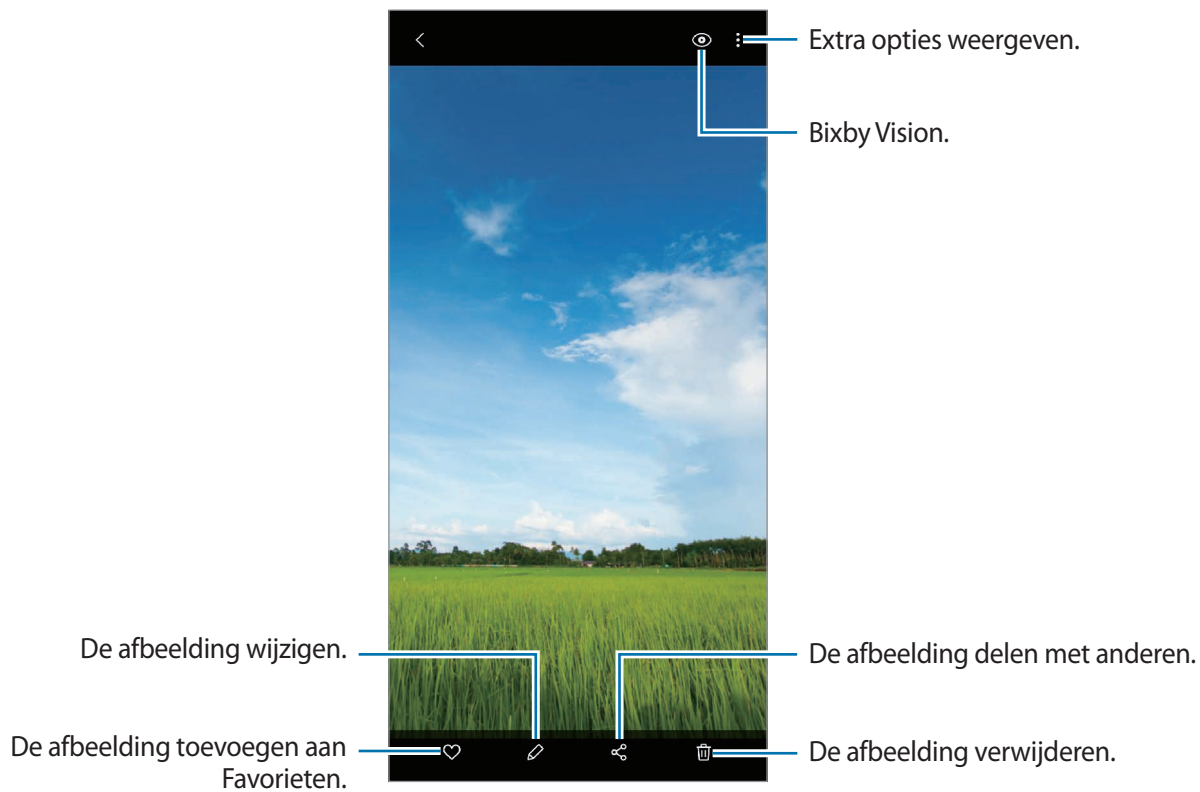 Extra opties weergeven.
Bixby Vision.
De afbeelding wijzigen.
De afbeelding delen met anderen.
De afbeelding toevoegen aan
Favorieten.
De afbeelding verwijderen.